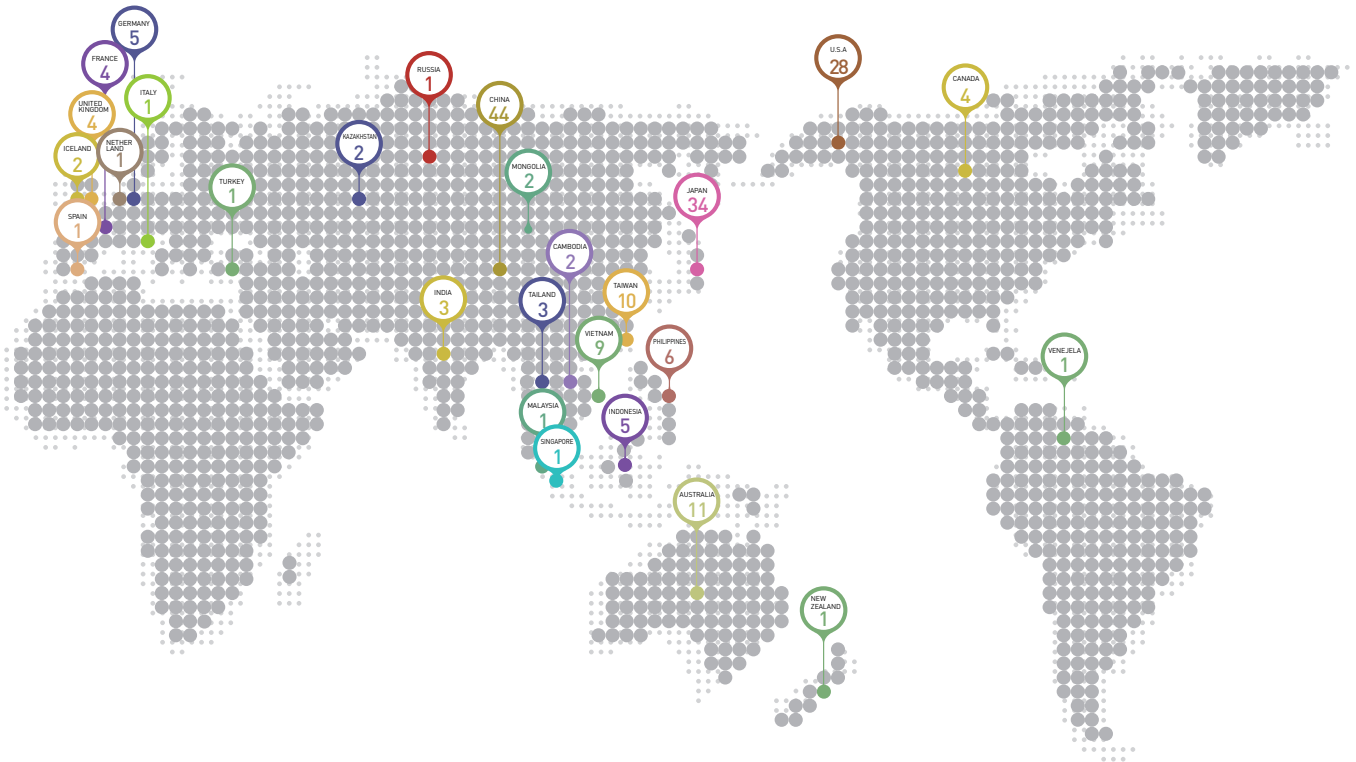 GERMANY
5
FRANCE
4
ITALY
1
UNITED
KINGDOM
4
ICELAND
2
NETHER
LAND
1
SPAIN
1
TURKEY
1
KAZAKHSTAN
2
RUSSIA
1
CHINA
44
MONGOLIA
2
JAPAN
34
U.S.A
28
CANADA
4
CAMBODIA
2
INDIA
3
TAILAND
3
TAIWAN
10
VIETNAM
9
PHILIPPINES
6
MALAYSIA
1
SINGAPORE
1
INDONESIA
5
AUSTRALIA
11
NEW
ZEALAND
1
VENEJELA
1